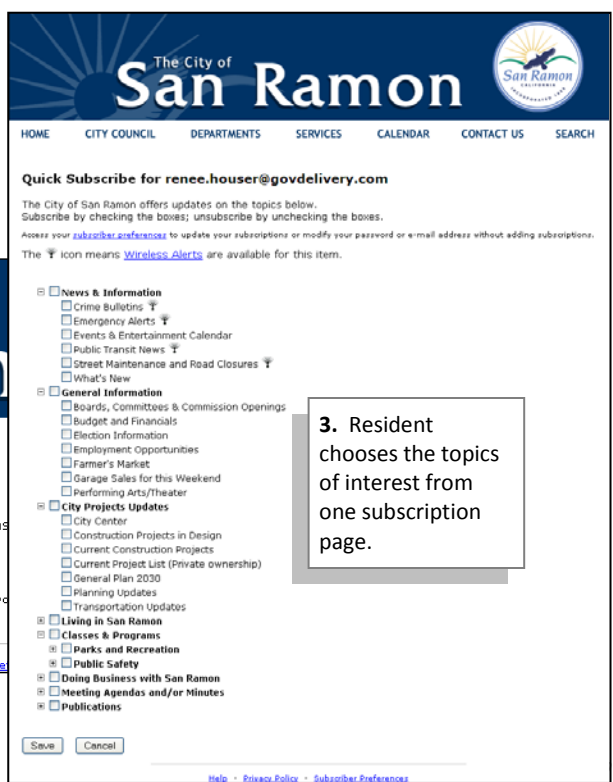 The City of
San Ramon
San Ramon
CALIFORNIA
HOME CITY COUNCIL DEPARTMENTS SERVICES CALENDAR CONTACT US SEARCH
Quick Subscribe for renee.houser@govdelivery.com
The City of San Ramon offers updates on the topics below.
Subscribe by checking the boxes; unsubscribe by unchecking the boxes.
Access your subscriber preferences to update your subscriptions or modify your password or e-mail address without adding subscriptions.
The icon means Wireless Alerts are available for this item.
News & Information
Crime Bulletins
Emergency Alerts
Events & Entertainment Calendar
Public Transit News
Street Maintenance and Road Closures
What's New
General Information
Boards, Committees & Commission Openings
Budget and Financials
Election Information
Employment Opportunities
Farmer's Market
Garage Sales for this Weekend
Performing Arts/Theater
City Projects Updates
City Center
Construction Projects in Design
Current Construction Projects
Current Project List (Private ownership)
General Plan 2030
Planning Updates
Transportation Updates
Living in San Ramon
Classes & Programs
Parks and Recreation
Public Safety
Doing Business with San Ramon
Meeting Agendas and/or Minutes
Publications
Save Cancel
Help · Privacy Policy · Subscriber Preferences
3. Resident
chooses the topics
of interest from
one subscription
page.